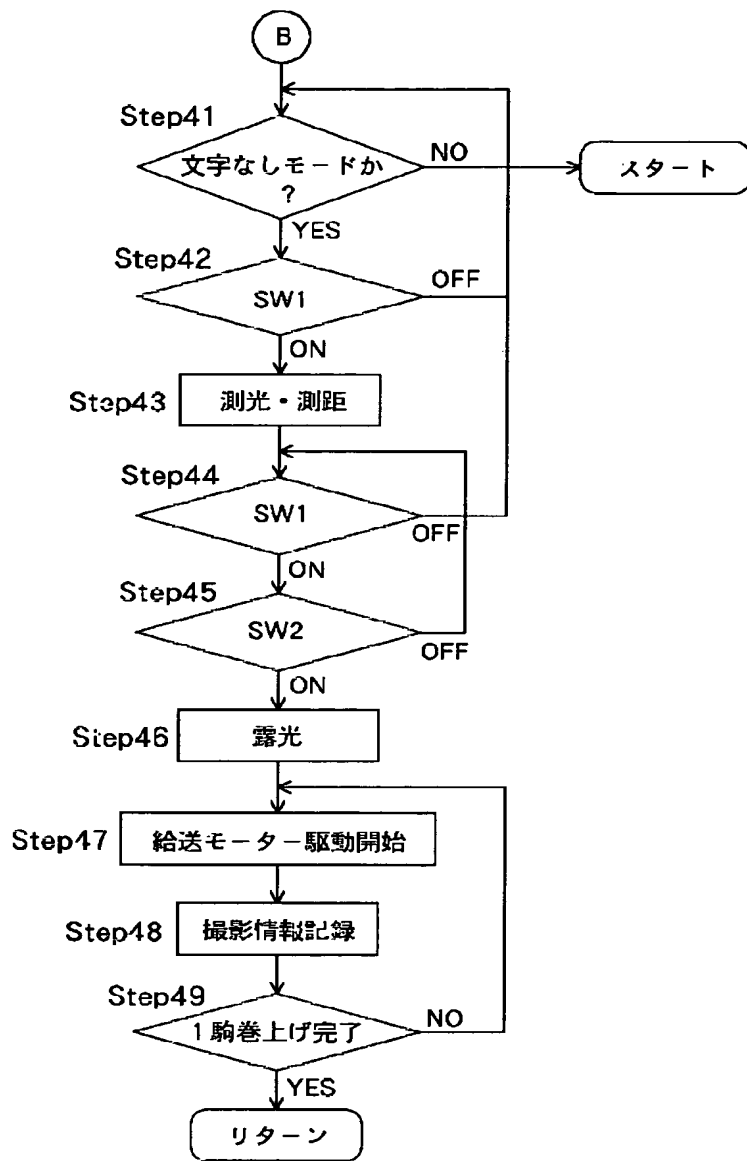 B
Step41
文字なしモードか
?
NO
スタート
YES
Step42
SW1
OFF
ON
Step43
測光・測距
Step44
SW1
OFF
ON
Step45
SW2
OFF
ON
Step46
露光
Step47
給送モーター駆動開始
Step48
撮影情報記録
Step49
1駒巻上げ完了
NO
YES
リターン